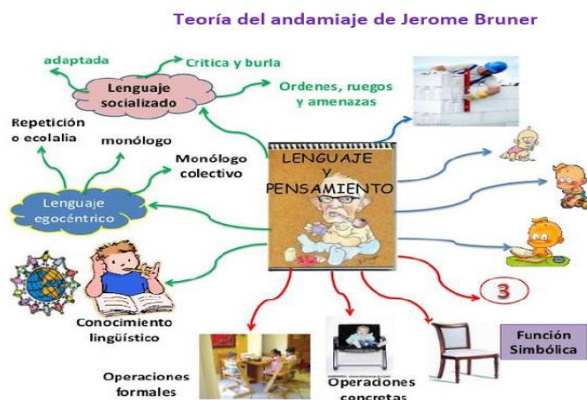 Teoría del andamiaje de Jerome Bruner
adaptada
Critica y burla
Lenguaje
socializado
Ordenes, ruegos
y amenazas
Repetición
o ecolalia
monólogo
Monólogo
colectivo
LENGUAJE
Y
PENSAMIENTO
Lenguaje
egocéntrico
3
Conocimiento
lingüístico
Función
Simbólica
Operaciones
formales
Operaciones
concretas